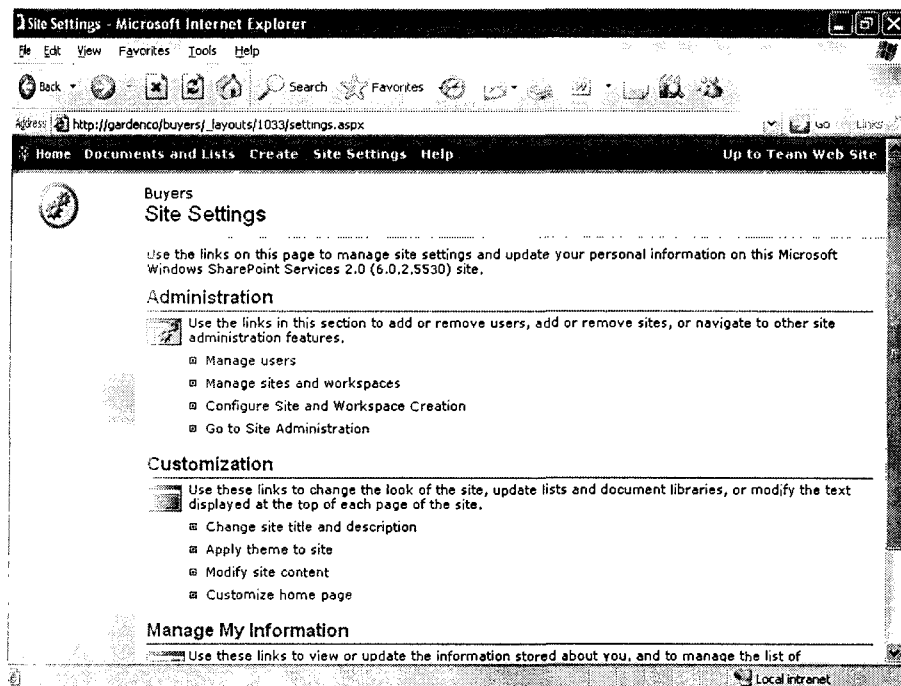 Site Settings - Microsoft Internet Explorer
File Edit View Favorites Tools Help
Back Search Favorites
Address http://gardenco/buyers/_layouts/1033/settings.aspx Go Links
Home Documents and Lists Create Site Settings Help Up to Team Web Site
Buyers
Site Settings
Use the links on this page to manage site settings and update your personal information on this Microsoft
Windows SharePoint Services 2.0 (6.0.2.5530) site.
Administration
Use the links in this section to add or remove users, add or remove sites, or navigate to other site
administration features.
Manage users
Manage sites and workspaces
Configure Site and Workspace Creation
Go to Site Administration
Customization
Use these links to change the look of the site, update lists and document libraries, or modify the text
displayed at the top of each page of the site.
Change site title and description
Apply theme to site
Modify site content
Customize home page
Manage My Information
Use these links to view or update the information stored about you, and to manage the list of
Local intranet